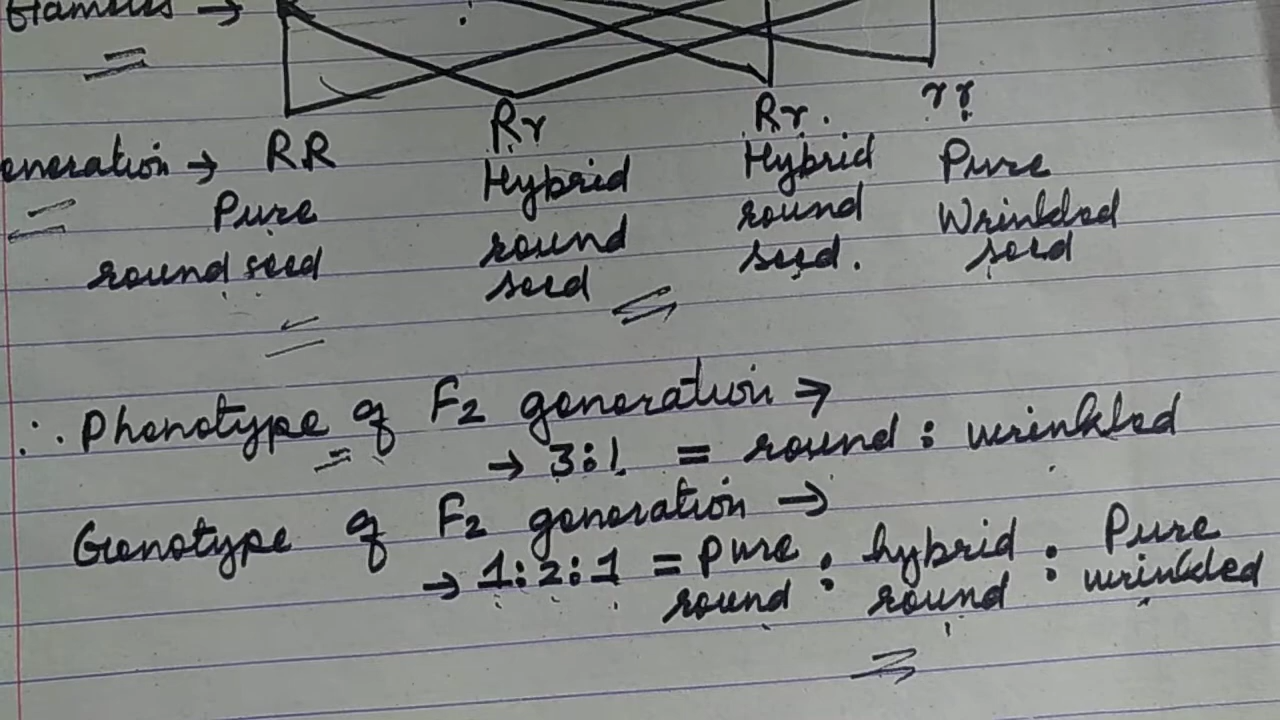 Gametes →
eneration → RR Rr Rr. rr
Pure Hybrid Hybrid Pure
round seed round round Wrinkled
seed seed. seed
∴ Phenotype of F2 generation →
→ 3:1 = round : wrinkled
Genotype of F2 generation →
→ 1:2:1 = pure : hybrid : Pure
round round wrinkled